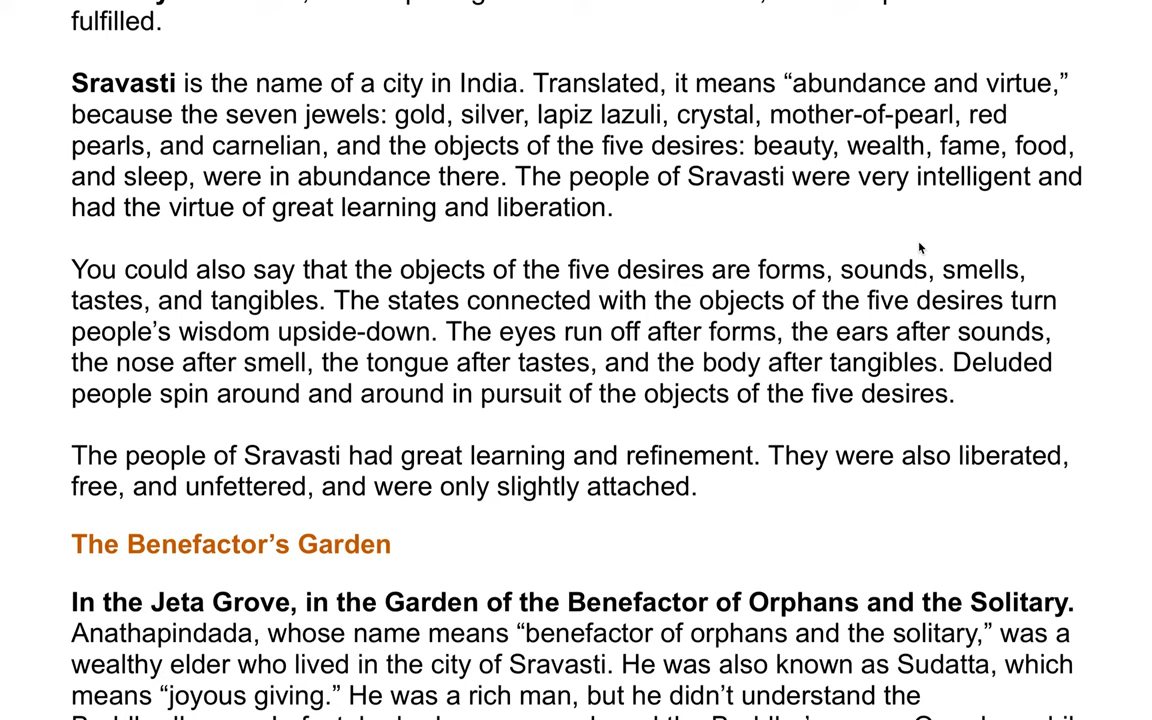 fulfilled.
Sravasti is the name of a city in India. Translated, it means “abundance and virtue,”
because the seven jewels: gold, silver, lapiz lazuli, crystal, mother-of-pearl, red
pearls, and carnelian, and the objects of the five desires: beauty, wealth, fame, food,
and sleep, were in abundance there. The people of Sravasti were very intelligent and
had the virtue of great learning and liberation.
You could also say that the objects of the five desires are forms, sounds, smells,
tastes, and tangibles. The states connected with the objects of the five desires turn
people’s wisdom upside-down. The eyes run off after forms, the ears after sounds,
the nose after smell, the tongue after tastes, and the body after tangibles. Deluded
people spin around and around in pursuit of the objects of the five desires.
The people of Sravasti had great learning and refinement. They were also liberated,
free, and unfettered, and were only slightly attached.
The Benefactor’s Garden
In the Jeta Grove, in the Garden of the Benefactor of Orphans and the Solitary.
Anathapindada, whose name means “benefactor of orphans and the solitary,” was a
wealthy elder who lived in the city of Sravasti. He was also known as Sudatta, which
means “joyous giving.” He was a rich man, but he didn’t understand the